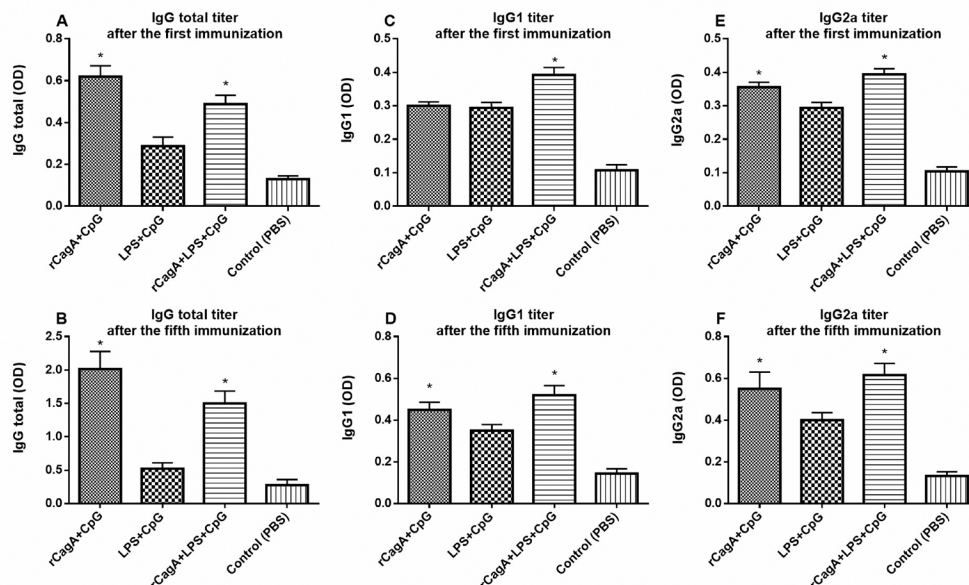 A
IgG total titer
after the first immunization
IgG total (OD)
0.8
0.6
0.4
0.2
0.0
*
*
rCagA+CpG
LPS+CpG
rCagA+LPS+CpG
Control (PBS)
C
IgG1 titer
after the first immunization
IgG1 (OD)
0.5
0.4
0.3
0.2
0.1
0.0
*
rCagA+CpG
LPS+CpG
rCagA+LPS+CpG
Control (PBS)
E
IgG2a titer
after the first immunization
IgG2a (OD)
0.5
0.4
0.3
0.2
0.1
0.0
*
*
rCagA+CpG
LPS+CpG
rCagA+LPS+CpG
Control (PBS)
B
IgG total titer
after the fifth immunization
IgG total (OD)
2.5
2.0
1.5
1.0
0.5
0.0
*
*
rCagA+CpG
LPS+CpG
rCagA+LPS+CpG
Control (PBS)
D
IgG1 titer
after the fifth immunization
IgG1 (OD)
0.8
0.6
0.4
0.2
0.0
*
*
rCagA+CpG
LPS+CpG
rCagA+LPS+CpG
Control (PBS)
F
IgG2a titer
after the fifth immunization
IgG2a (OD)
0.8
0.6
0.4
0.2
0.0
*
*
rCagA+CpG
LPS+CpG
rCagA+LPS+CpG
Control (PBS)